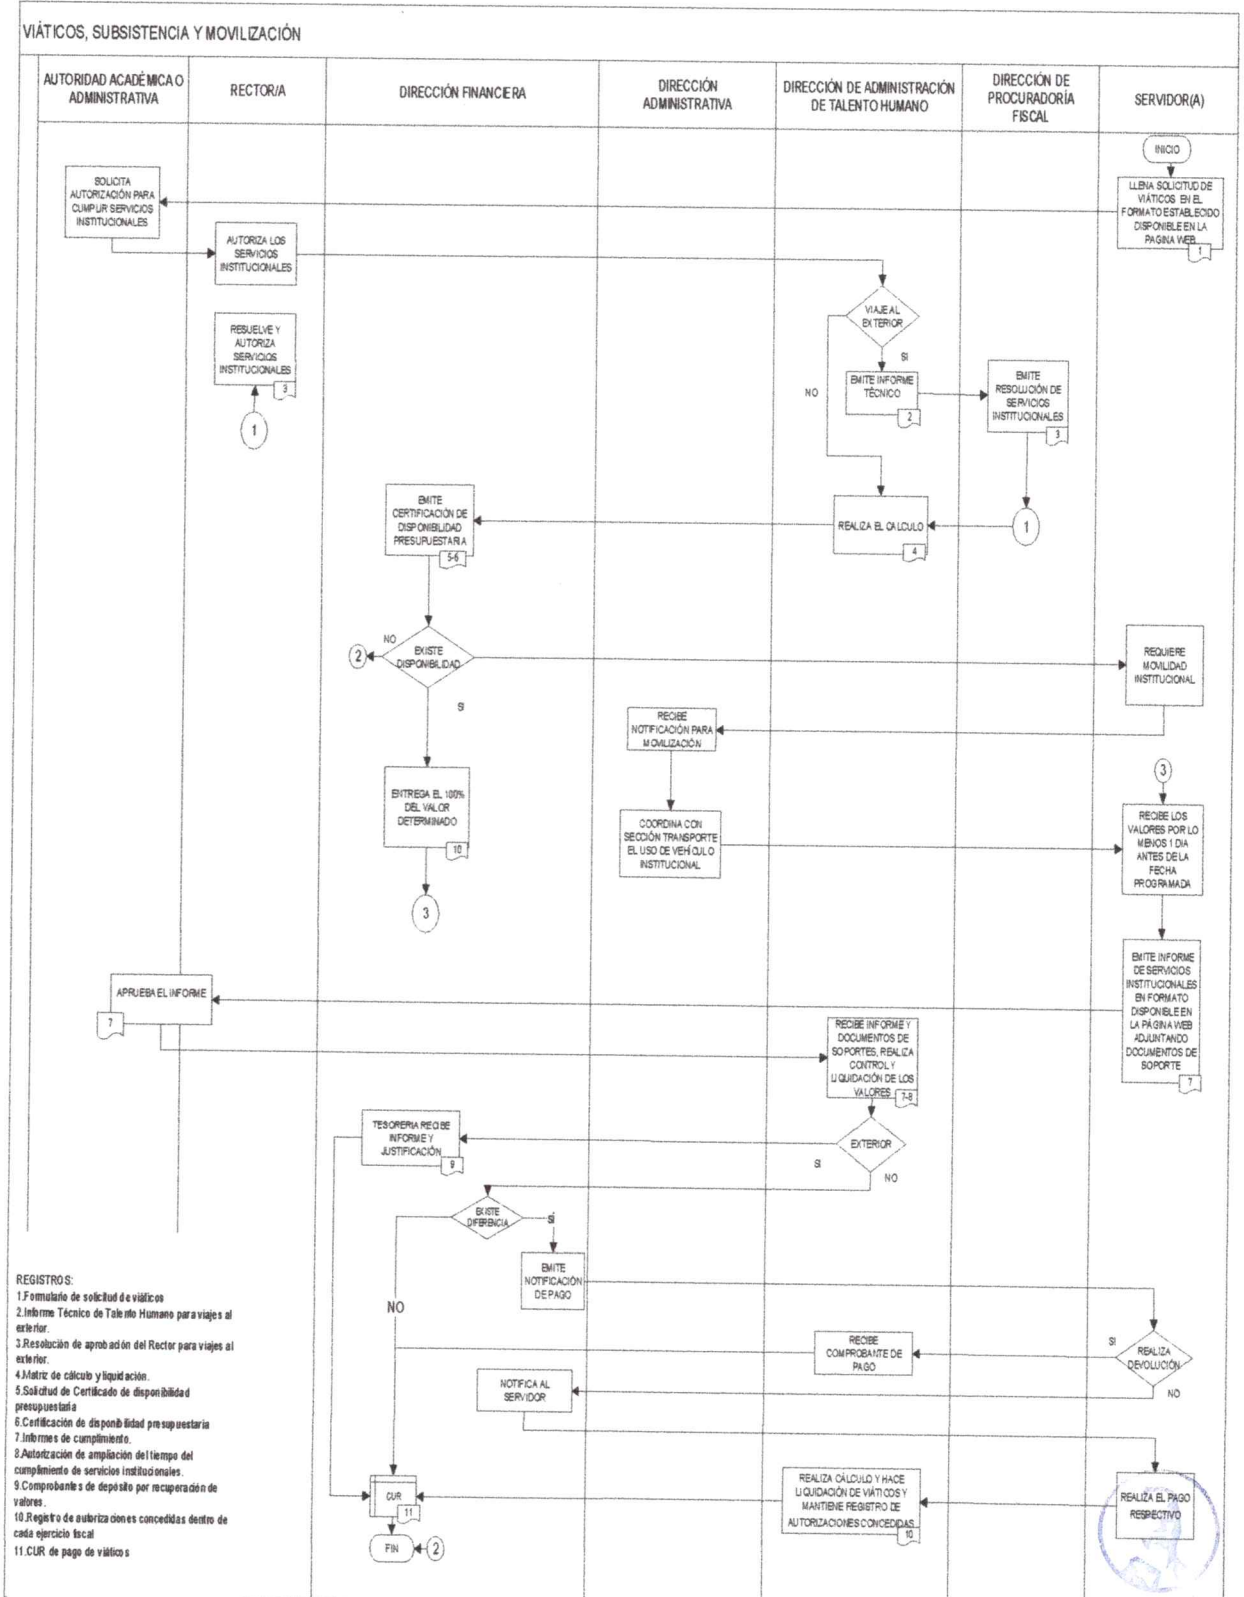 VIÁTICOS, SUBSISTENCIA Y MOVILIZACIÓN
AUTORIDAD ACADÉMICA O
ADMINISTRATIVA
RECTOR/A
DIRECCIÓN FINANCIERA
DIRECCIÓN
ADMINISTRATIVA
DIRECCIÓN DE ADMINISTRACIÓN
DE TALENTO HUMANO
DIRECCIÓN DE
PROCURADORÍA
FISCAL
SERVIDOR(A)
INICIO
LLENA SOLICITUD DE
VIÁTICOS EN EL
FORMATO ESTABLECIDO
DISPONIBLE EN LA
PAGINA WEB
1
SOLICITA
AUTORIZACIÓN PARA
CUMPLIR SERVICIOS
INSTITUCIONALES
AUTORIZA LOS
SERVICIOS
INSTITUCIONALES
VIAJE AL
EXTERIOR
SI
NO
RESUELVE Y
AUTORIZA
SERVICIOS
INSTITUCIONALES
3
1
EMITE INFORME
TÉCNICO
2
EMITE
RESOLUCIÓN DE
SERVICIOS
INSTITUCIONALES
3
1
REALIZA EL CALCULO
4
EMITE
CERTIFICACIÓN DE
DISPONIBILIDAD
PRESUPUESTARIA
5-6
EXISTE
DISPONIBILIDAD
NO
2
SI
REQUIERE
MOVILIDAD
INSTITUCIONAL
RECIBE
NOTIFICACIÓN PARA
MOVILIZACIÓN
ENTREGA EL 100%
DEL VALOR
DETERMINADO
10
3
COORDINA CON
SECCIÓN TRANSPORTE
EL USO DE VEHÍCULO
INSTITUCIONAL
3
RECIBE LOS
VALORES POR LO
MENOS 1 DIA
ANTES DE LA
FECHA
PROGRAMADA
EMITE INFORME
DE SERVICIOS
INSTITUCIONALES
EN FORMATO
DISPONIBLE EN
LA PÁGINA WEB
ADJUNTANDO
DOCUMENTOS DE
SOPORTE
7
APRUEBA EL INFORME
7
RECIBE INFORME Y
DOCUMENTOS DE
SOPORTES, REALIZA
CONTROL Y
LIQUIDACIÓN DE LOS
VALORES
7-8
EXTERIOR
SI
NO
TESORERIA RECIBE
INFORME Y
JUSTIFICACIÓN
9
EXISTE
DIFERENCIA
SI
NO
EMITE
NOTIFICACIÓN
DE PAGO
REALIZA
DEVOLUCIÓN
SI
NO
RECIBE
COMPROBANTE DE
PAGO
NOTIFICA AL
SERVIDOR
REALIZA EL PAGO
RESPECTIVO
REALIZA CÁLCULO Y HACE
LIQUIDACIÓN DE VIÁTICOS Y
MANTIENE REGISTRO DE
AUTORIZACIONES CONCEDIDAS
10
CUR
11
FIN
2
REGISTROS:
1.Formulario de solicitud de viáticos
2.Informe Técnico de Talento Humano para viajes al
exterior.
3.Resolución de aprobación del Rector para viajes al
exterior.
4.Matriz de cálculo y liquidación.
5.Solicitud de Certificado de disponibilidad
presupuestaria
6.Certificación de disponibilidad presupuestaria
7.Informes de cumplimiento.
8.Autorización de ampliación del tiempo del
cumplimiento de servicios institucionales.
9.Comprobantes de depósito por recuperación de
valores.
10.Registro de autorizaciones concedidas dentro de
cada ejercicio fiscal
11.CUR de pago de viáticos